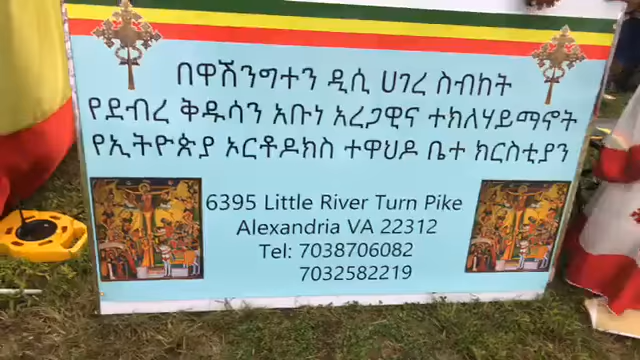 በዋሽንግተን ዲሲ ሀገረ ስብከት
የደብረ ቅዱሳን አቡነ አረጋዊና ተክለሃይማኖት
የኢትዮጵያ ኦርቶዶክስ ተዋህዶ ቤተ ክርስቲያን
6395 Little River Turn Pike
Alexandria VA 22312
Tel: 7038706082
7032582219